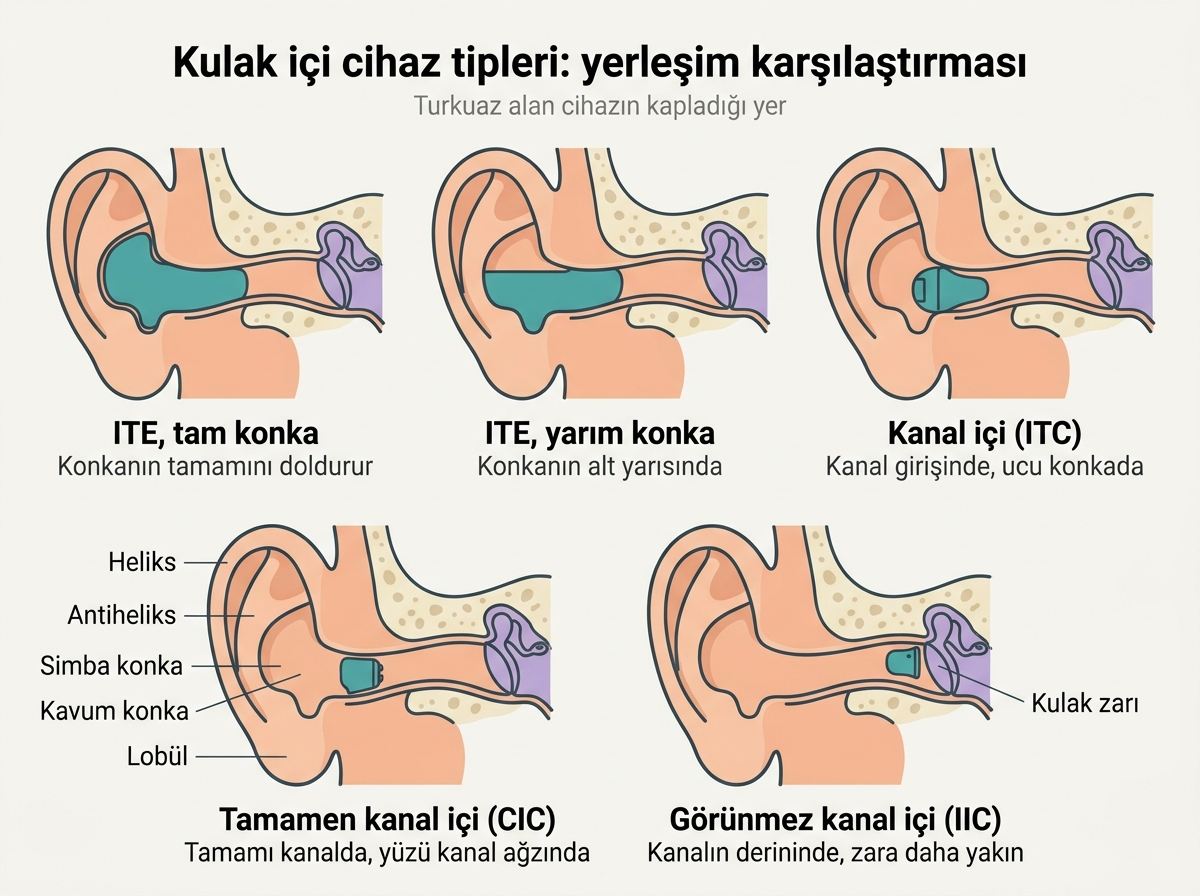 Kulak içi cihaz tipleri: yerleşim karşılaştırması
Turkuaz alan cihazın kapladığı yer
ITE, tam konka
Konkanın tamamını doldurur
ITE, yarım konka
Konkanın alt yarısında
Kanal içi (ITC)
Kanal girişinde, ucu konkada
Heliks
Antiheliks
Simba konka
Kavum konka
Lobül
Tamamen kanal içi (CIC)
Tamamı kanalda, yüzü kanal ağzında
Kulak zarı
Görünmez kanal içi (IIC)
Kanalın derininde, zara daha yakın